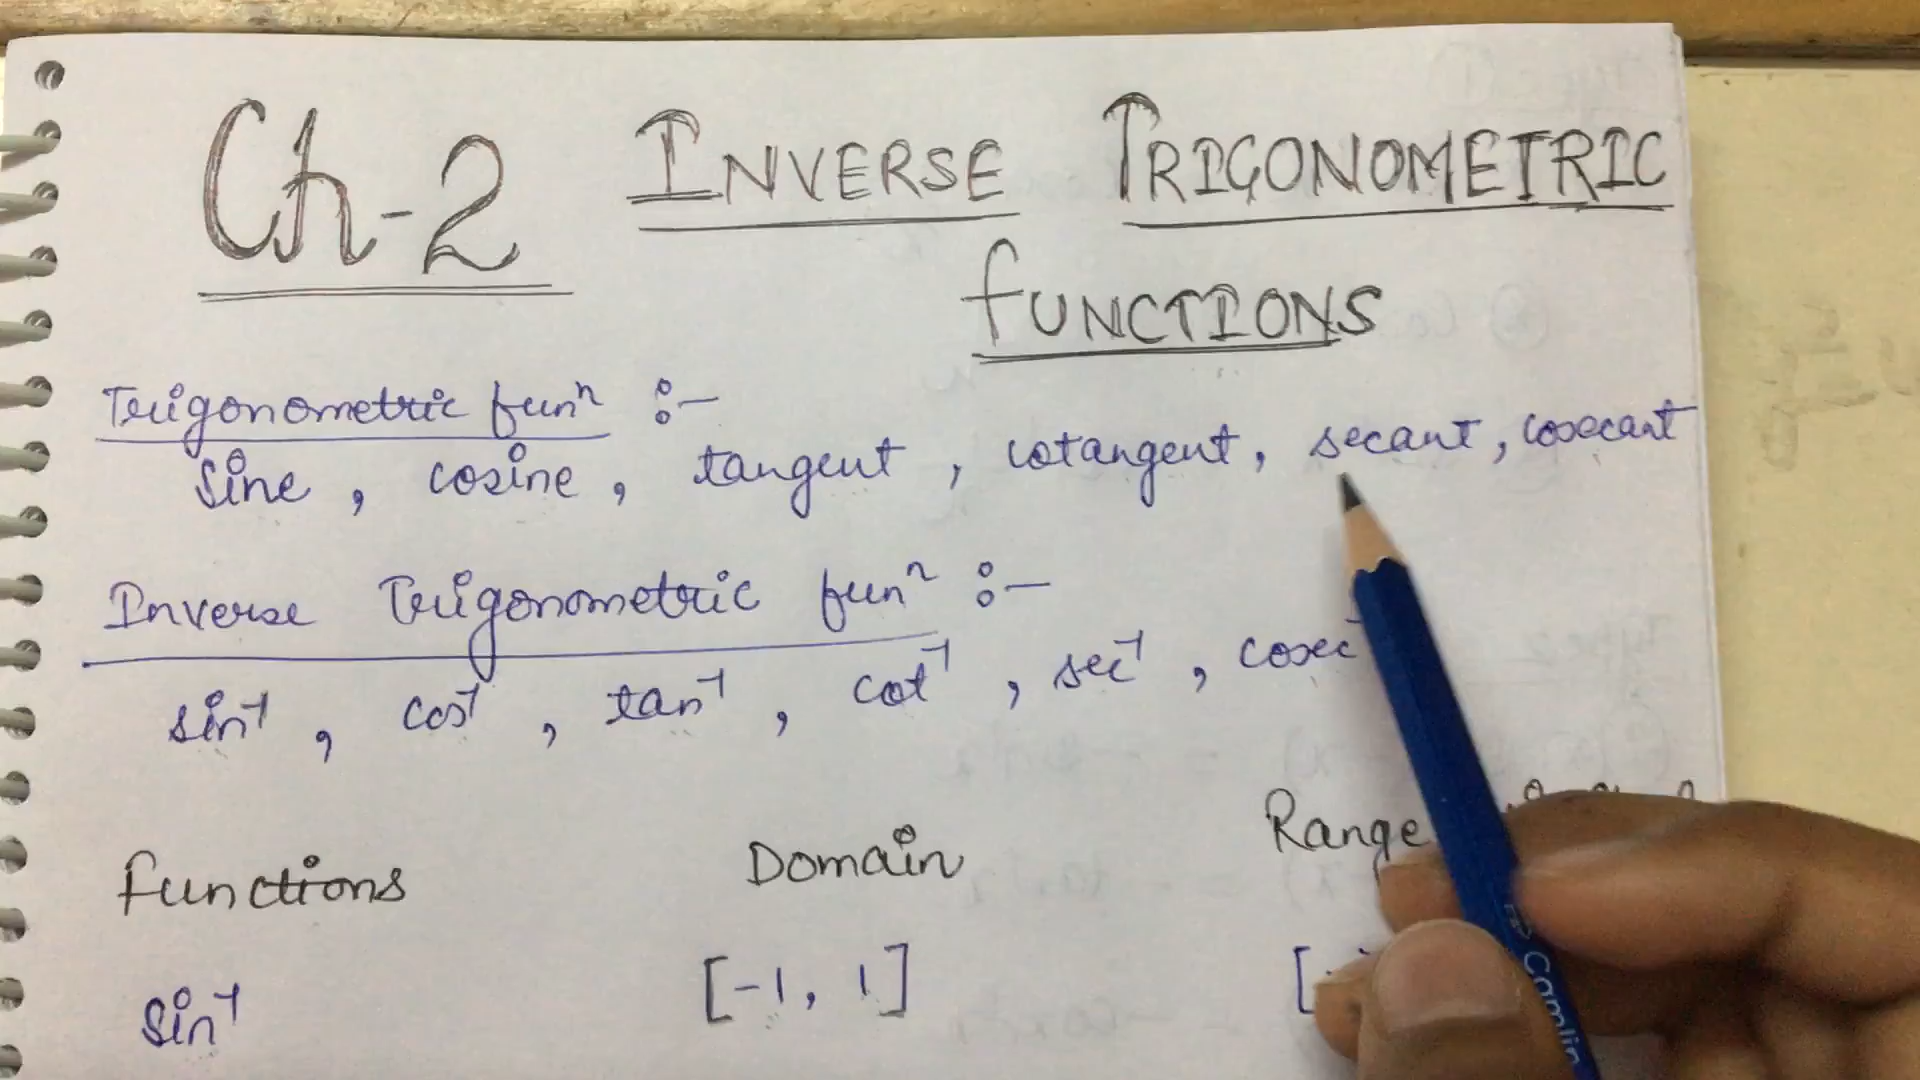 Ch-2 INVERSE TRIGONOMETRIC
FUNCTIONS
Trigonometric funⁿ :-
Sine , cosine , tangent , cotangent , secant , cosecant
Inverse Trigonometric funⁿ :-
sin⁻¹ , cos⁻¹ , tan⁻¹ , cot⁻¹ , sec⁻¹ , cosec
Functions Domain Range
Sin⁻¹ [-1, 1] [-
Camlin